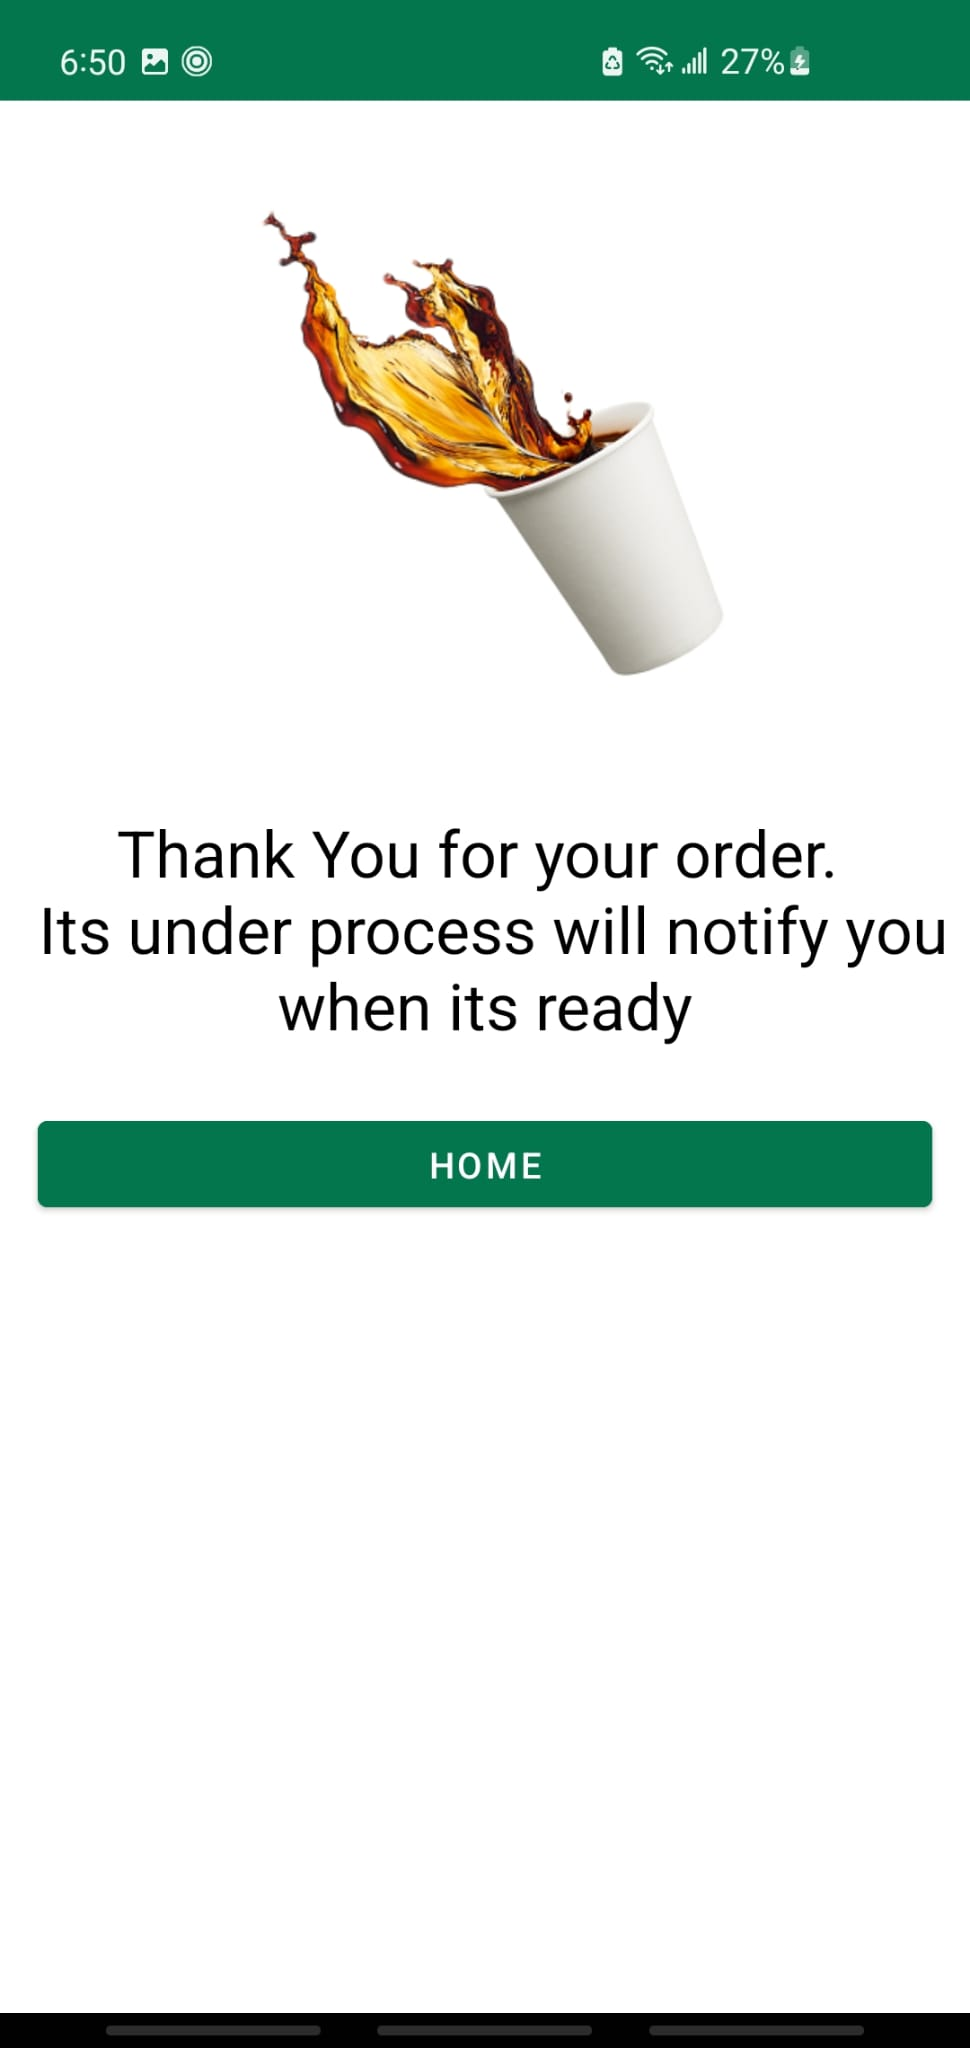 6:50 27%
Thank You for your order.
Its under process will notify you
when its ready
HOME